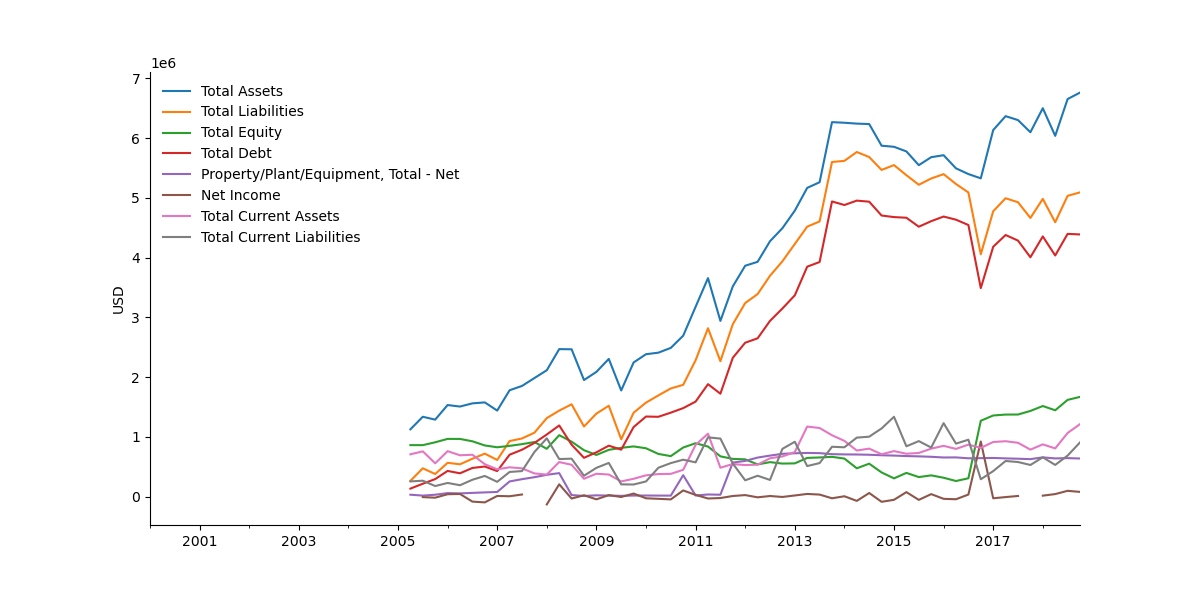 1e6
7
6
5
4
3
2
1
0
USD
Total Assets
Total Liabilities
Total Equity
Total Debt
Property/Plant/Equipment, Total - Net
Net Income
Total Current Assets
Total Current Liabilities
2001 2003 2005 2007 2009 2011 2013 2015 2017